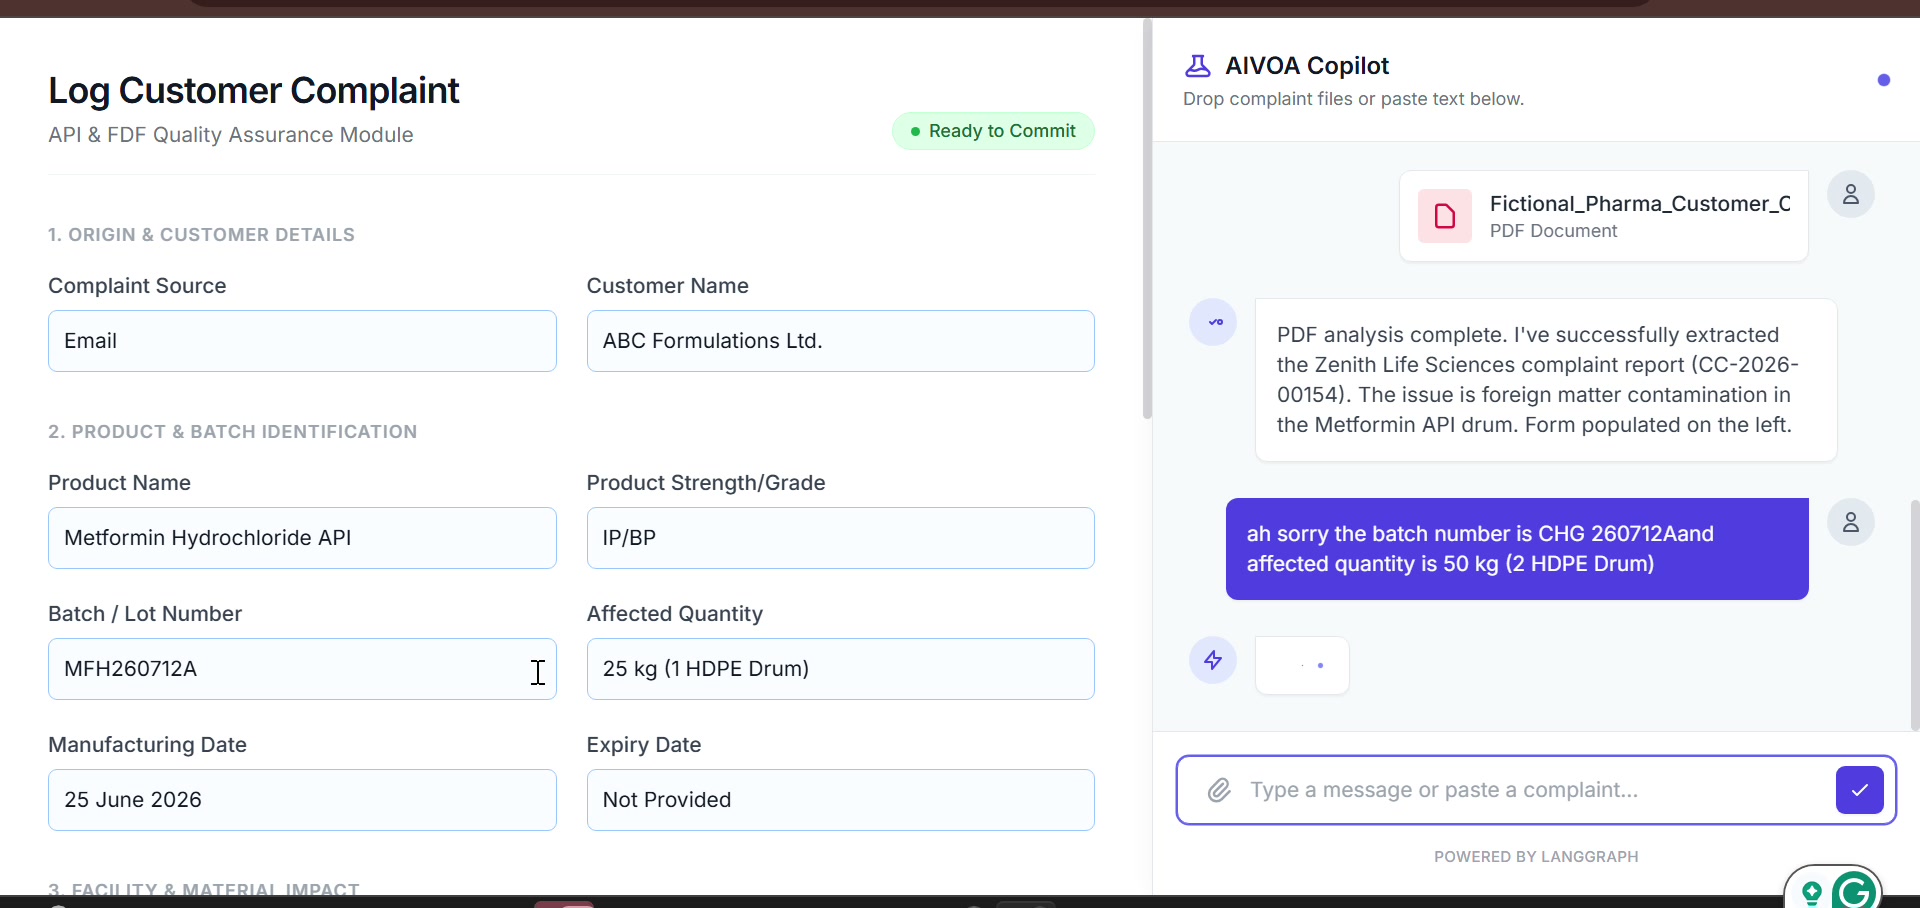 Log Customer Complaint
API & FDF Quality Assurance Module
Ready to Commit
1. ORIGIN & CUSTOMER DETAILS
Complaint Source
Customer Name
Email
ABC Formulations Ltd.
2. PRODUCT & BATCH IDENTIFICATION
Product Name
Product Strength/Grade
Metformin Hydrochloride API
IP/BP
Batch / Lot Number
Affected Quantity
MFH260712A
25 kg (1 HDPE Drum)
Manufacturing Date
Expiry Date
25 June 2026
Not Provided
3. FACILITY & MATERIAL IMPACT
AIVOA Copilot
Drop complaint files or paste text below.
Fictional_Pharma_Customer_C
PDF Document
PDF analysis complete. I've successfully extracted
the Zenith Life Sciences complaint report (CC-2026-
00154). The issue is foreign matter contamination in
the Metformin API drum. Form populated on the left.
ah sorry the batch number is CHG 260712Aand
affected quantity is 50 kg (2 HDPE Drum)
Type a message or paste a complaint...
POWERED BY LANGGRAPH